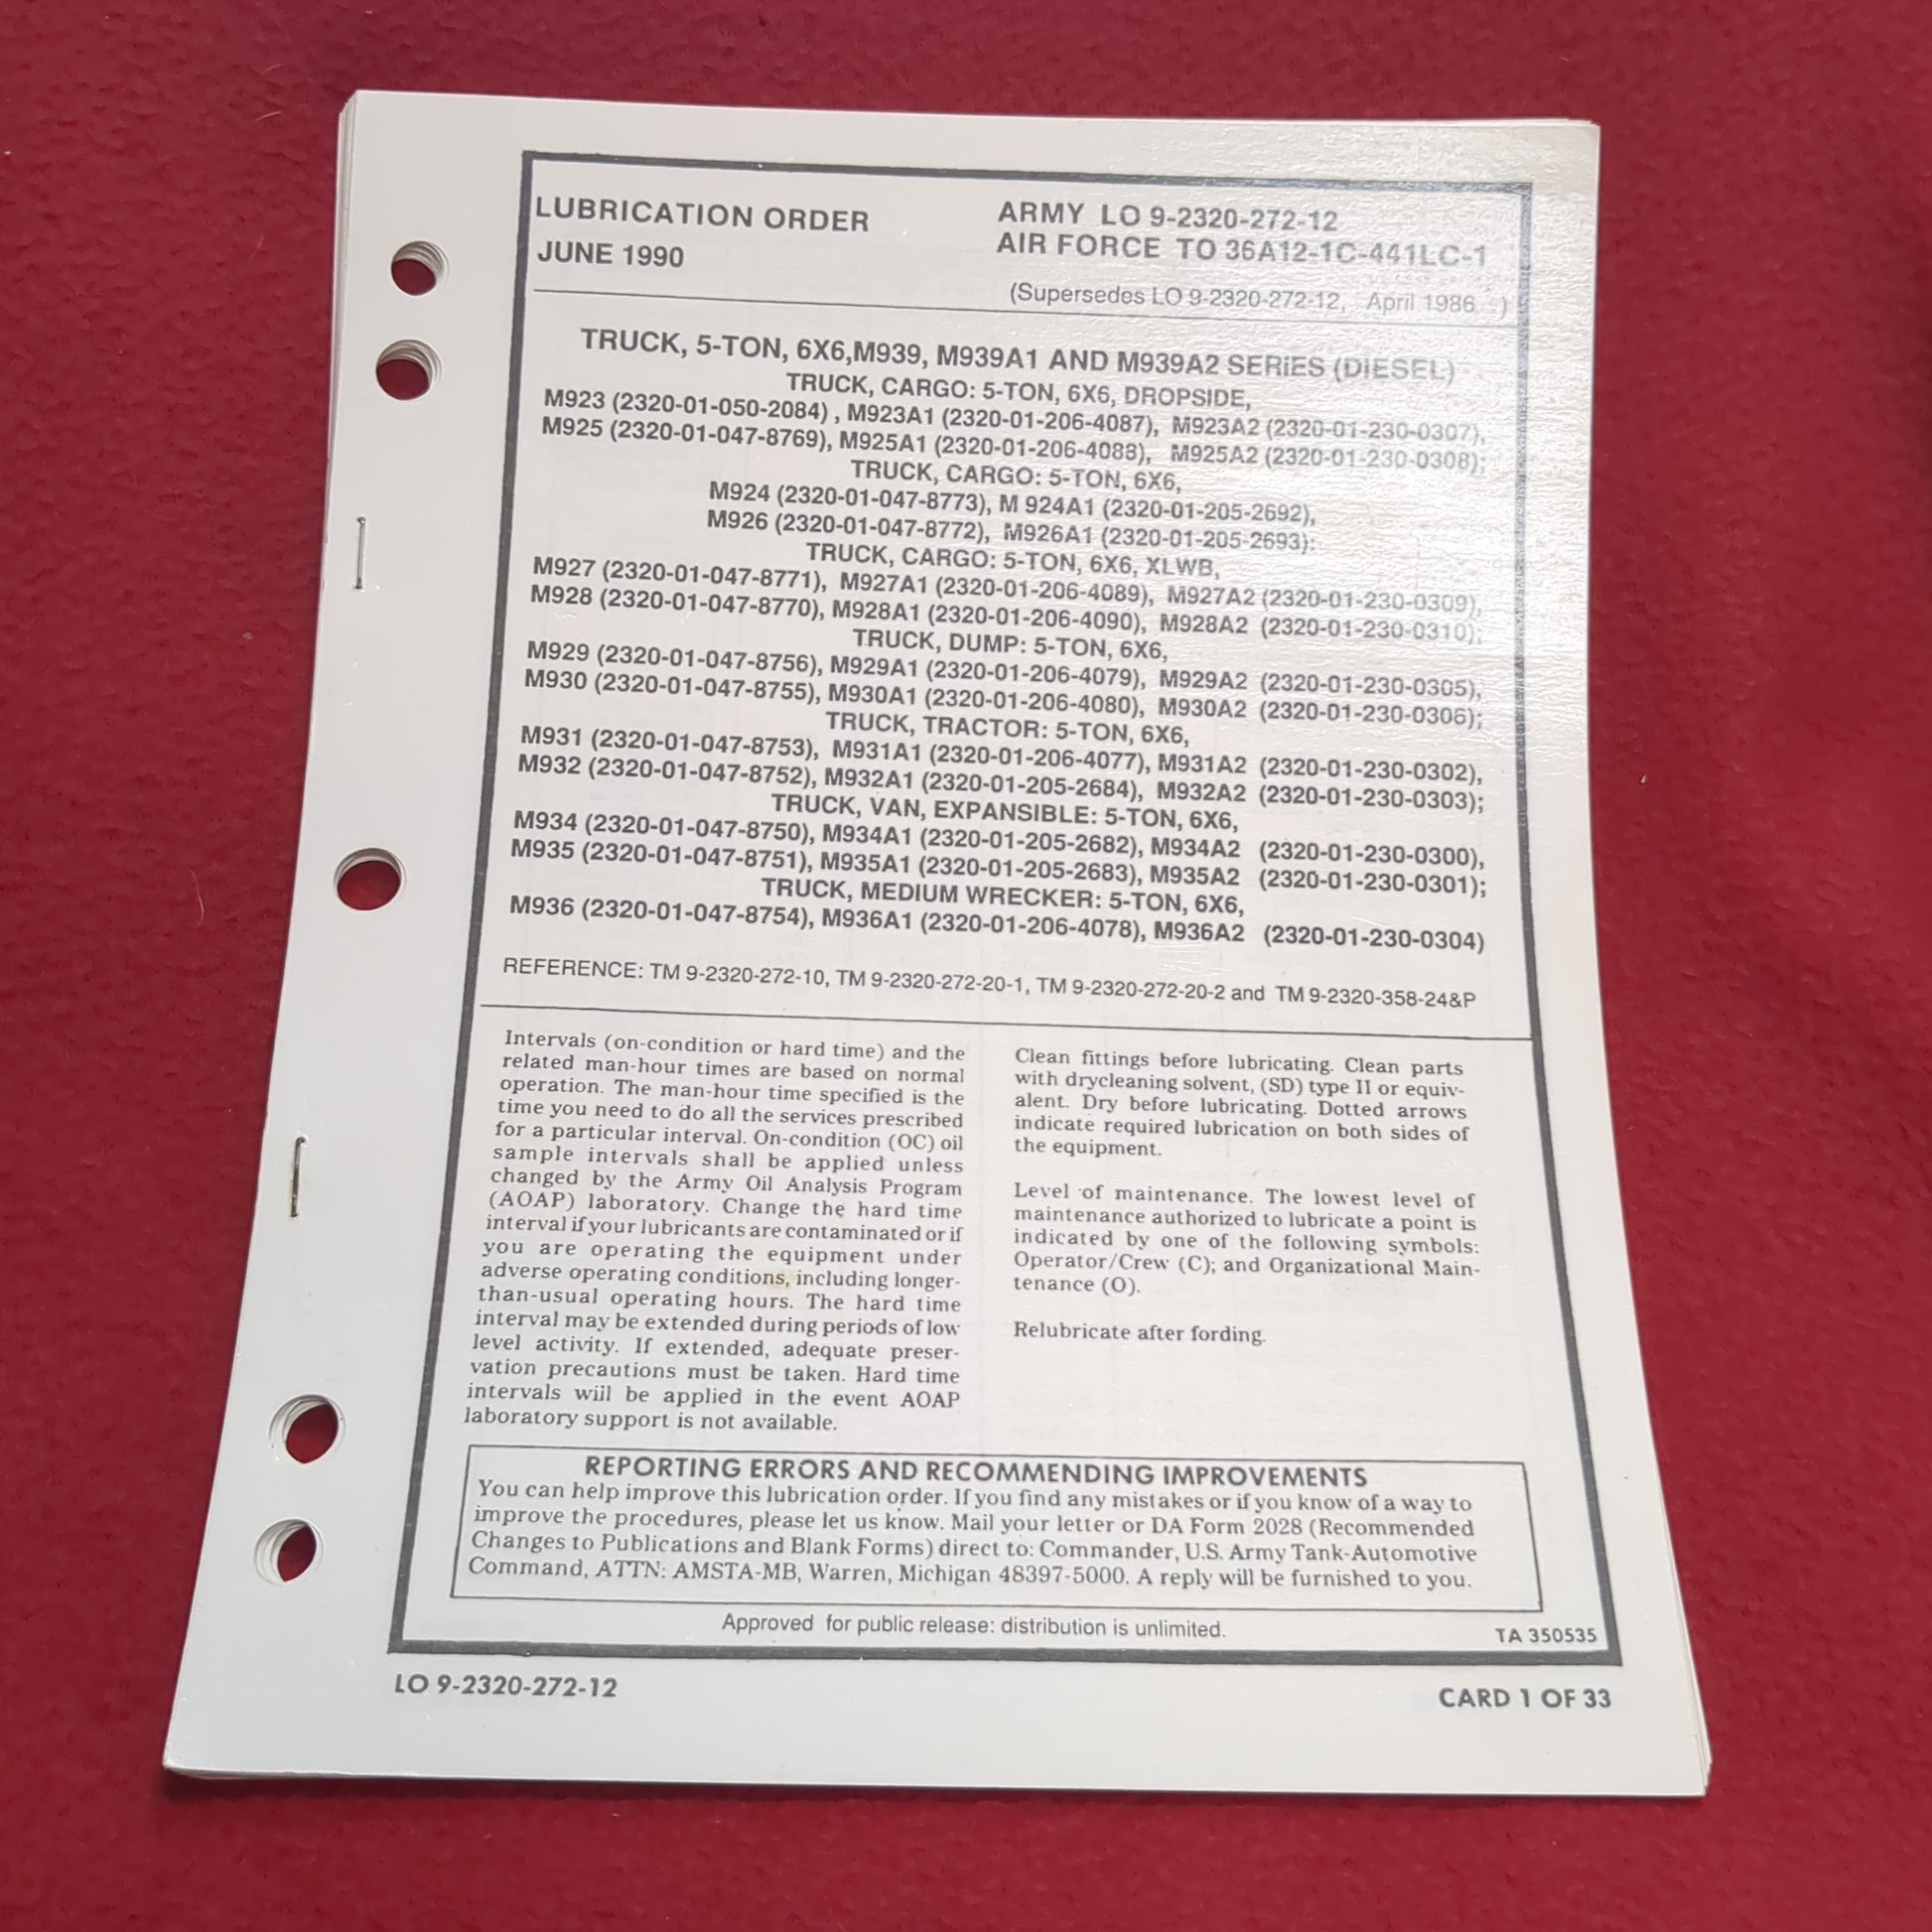 LUBRICATION ORDER
JUNE 1990
ARMY LO 9-2320-272-12
AIR FORCE TO 36A12-1C-441LC-1
(Supersedes LO 9-2320-272-12, April 1986 )
TRUCK, 5-TON, 6X6,M939, M939A1 AND M939A2 SERIES (DIESEL)
TRUCK, CARGO: 5-TON, 6X6, DROPSIDE,
M923 (2320-01-050-2084) , M923A1 (2320-01-206-4087), M923A2 (2320-01-230-0307),
M925 (2320-01-047-8769), M925A1 (2320-01-206-4088), M925A2 (2320-01-230-0308);
TRUCK, CARGO: 5-TON, 6X6,
M924 (2320-01-047-8773), M 924A1 (2320-01-205-2692),
M926 (2320-01-047-8772), M926A1 (2320-01-205-2693):
TRUCK, CARGO: 5-TON, 6X6, XLWB,
M927 (2320-01-047-8771), M927A1 (2320-01-206-4089), M927A2 (2320-01-230-0309),
M928 (2320-01-047-8770), M928A1 (2320-01-206-4090), M928A2 (2320-01-230-0310);
TRUCK, DUMP: 5-TON, 6X6,
M929 (2320-01-047-8756), M929A1 (2320-01-206-4079), M929A2 (2320-01-230-0305),
M930 (2320-01-047-8755), M930A1 (2320-01-206-4080), M930A2 (2320-01-230-0306);
TRUCK, TRACTOR: 5-TON, 6X6,
M931 (2320-01-047-8753), M931A1 (2320-01-206-4077), M931A2 (2320-01-230-0302),
M932 (2320-01-047-8752), M932A1 (2320-01-205-2684), M932A2 (2320-01-230-0303);
TRUCK, VAN, EXPANSIBLE: 5-TON, 6X6,
M934 (2320-01-047-8750), M934A1 (2320-01-205-2682), M934A2 (2320-01-230-0300),
M935 (2320-01-047-8751), M935A1 (2320-01-205-2683), M935A2 (2320-01-230-0301);
TRUCK, MEDIUM WRECKER: 5-TON, 6X6,
M936 (2320-01-047-8754), M936A1 (2320-01-206-4078), M936A2 (2320-01-230-0304)
REFERENCE: TM 9-2320-272-10, TM 9-2320-272-20-1, TM 9-2320-272-20-2 and TM 9-2320-358-24&P
Intervals (on-condition or hard time) and the
related man-hour times are based on normal
operation. The man-hour time specified is the
time you need to do all the services prescribed
for a particular interval. On-condition (OC) oil
sample intervals shall be applied unless
changed by the Army Oil Analysis Program
(AOAP) laboratory. Change the hard time
interval if your lubricants are contaminated or if
you are operating the equipment under
adverse operating conditions, including longer-
than-usual operating hours. The hard time
interval may be extended during periods of low
level activity. If extended, adequate preser-
vation precautions must be taken. Hard time
intervals will be applied in the event AOAP
laboratory support is not available.
Clean fittings before lubricating. Clean parts
with drycleaning solvent, (SD) type II or equiv-
alent. Dry before lubricating. Dotted arrows
indicate required lubrication on both sides of
the equipment.
Level of maintenance. The lowest level of
maintenance authorized to lubricate a point is
indicated by one of the following symbols:
Operator/Crew (C); and Organizational Main-
tenance (O).
Relubricate after fording.
REPORTING ERRORS AND RECOMMENDING IMPROVEMENTS
You can help improve this lubrication order. If you find any mistakes or if you know of a way to
improve the procedures, please let us know. Mail your letter or DA Form 2028 (Recommended
Changes to Publications and Blank Forms) direct to: Commander, U.S. Army Tank-Automotive
Command, ATTN: AMSTA-MB, Warren, Michigan 48397-5000. A reply will be furnished to you.
Approved for public release: distribution is unlimited.
TA 350535
LO 9-2320-272-12
CARD 1 OF 33